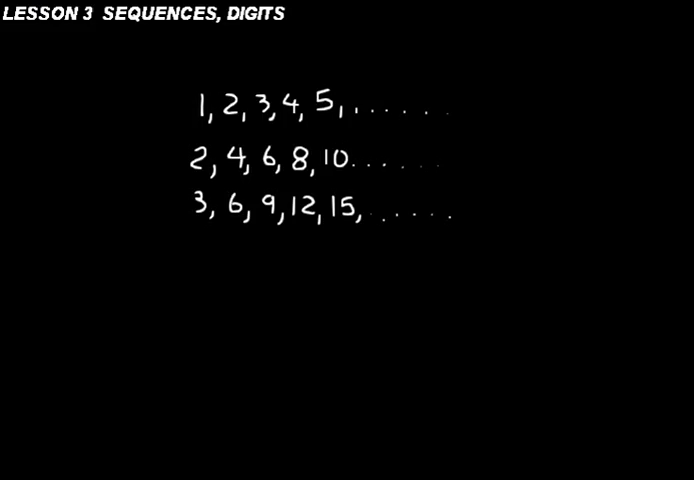 LESSON 3 SEQUENCES, DIGITS
1, 2, 3, 4, 5, ......
2, 4, 6, 8, 10......
3, 6, 9, 12, 15, ......